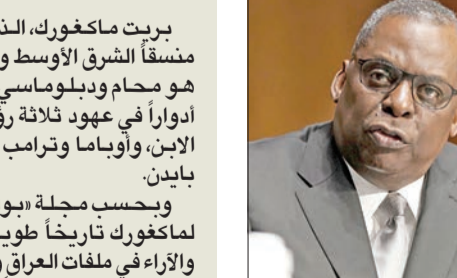 بريت ماكغورك، الذ
منسقاً الشرق الأوسط و
هو محام ودبلوماسي
أدواراً في عهود ثلاثة رؤ
الابن، وأوباما وترامب
بايدن.
وبحسب مجلة «بو
لماكغورك تاريخاً طويـ
والآراء في ملفات العراق و